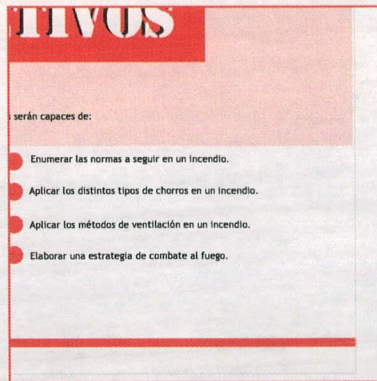 TIVOS
serán capaces de:
Enumerar las normas a seguir en un incendio.
Aplicar los distintos tipos de chorros en un incendio.
Aplicar los métodos de ventilación en un incendio.
Elaborar una estrategia de combate al fuego.